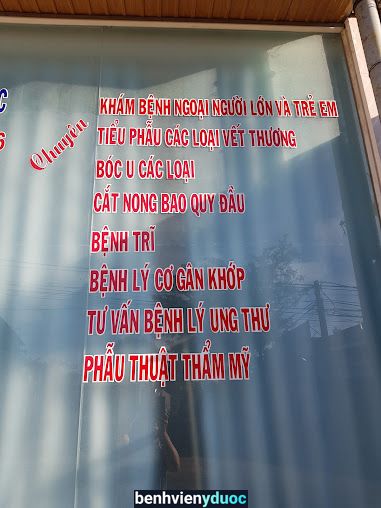 C
6
Chuyên
KHÁM BỆNH NGOẠI NGƯỜI LỚN VÀ TRẺ EM
TIỂU PHẪU CÁC LOẠI VẾT THƯƠNG
BÓC U CÁC LOẠI
CẮT NONG BAO QUY ĐẦU
BỆNH TRĨ
BỆNH LÝ CƠ GÂN KHỚP
TƯ VẤN BỆNH LÝ UNG THƯ
PHẪU THUẬT THẨM MỸ
benhvienyduoc